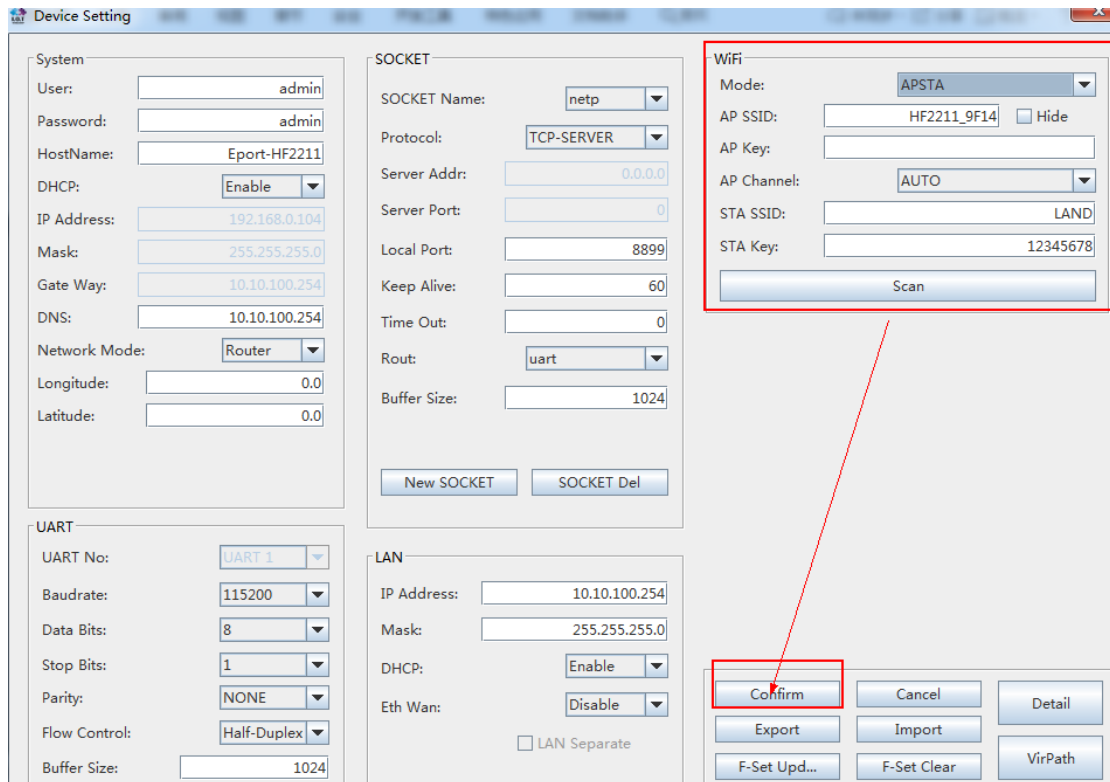 Device Setting
System
User: admin
Password: admin
HostName: Eport-HF2211
DHCP: Enable
IP Address: 192.168.0.104
Mask: 255.255.255.0
Gate Way: 10.10.100.254
DNS: 10.10.100.254
Network Mode: Router
Longitude: 0.0
Latitude: 0.0
UART
UART No: UART 1
Baudrate: 115200
Data Bits: 8
Stop Bits: 1
Parity: NONE
Flow Control: Half-Duplex
Buffer Size: 1024
SOCKET
SOCKET Name: netp
Protocol: TCP-SERVER
Server Addr: 0.0.0.0
Server Port: 0
Local Port: 8899
Keep Alive: 60
Time Out: 0
Rout: uart
Buffer Size: 1024
New SOCKET SOCKET Del
LAN
IP Address: 10.10.100.254
Mask: 255.255.255.0
DHCP: Enable
Eth Wan: Disable
LAN Separate
WiFi
Mode: APSTA
AP SSID: HF2211_9F14 Hide
AP Key:
AP Channel: AUTO
STA SSID: LAND
STA Key: 12345678
Scan
Confirm Cancel Detail
Export Import
F-Set Upd... F-Set Clear VirPath